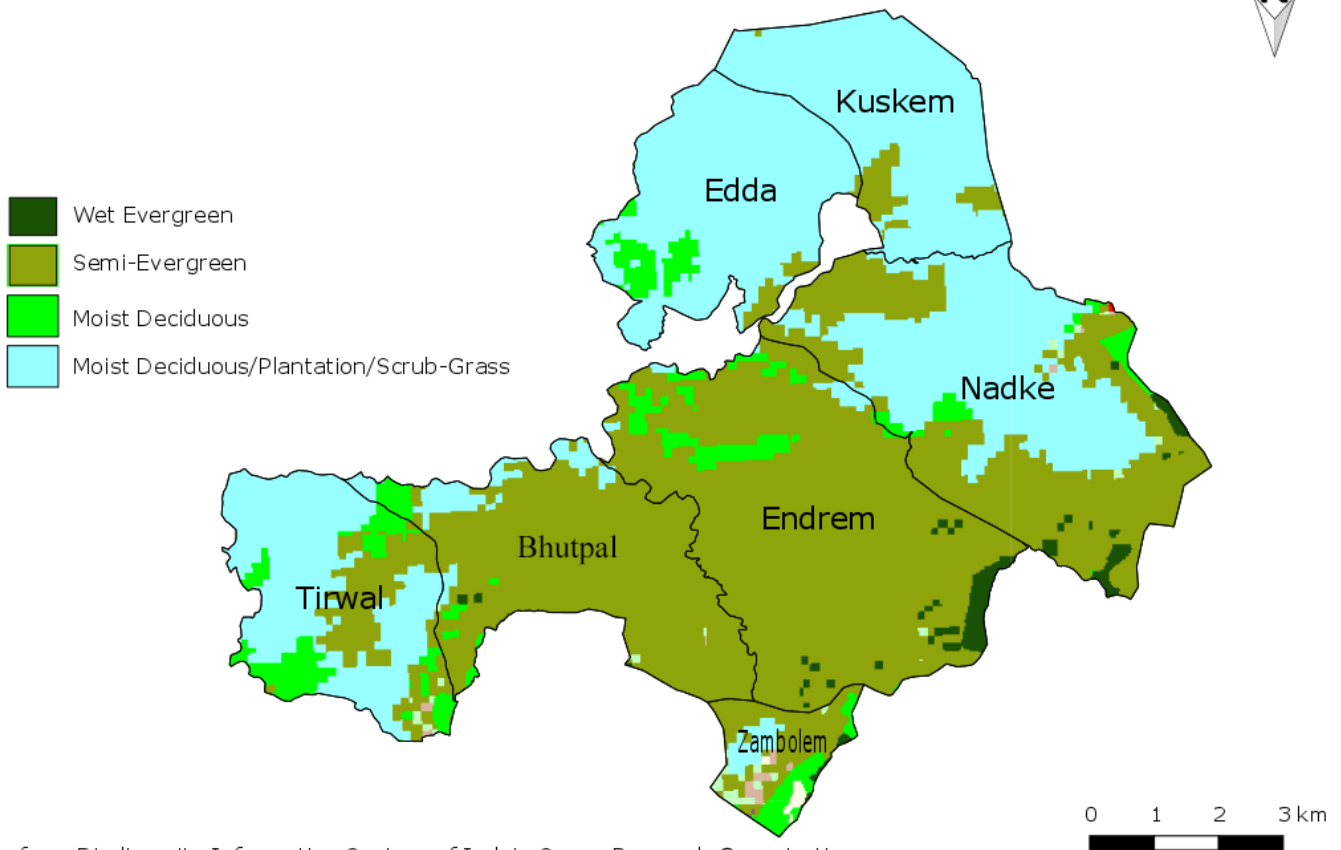 Kuskem
Edda
Wet Evergreen
Semi-Evergreen
Moist Deciduous
Moist Deciduous/Plantation/Scrub-Grass
Nadke
Endrem
Bhutpal
Tirwal
Zambolem
0 1 2 3 km